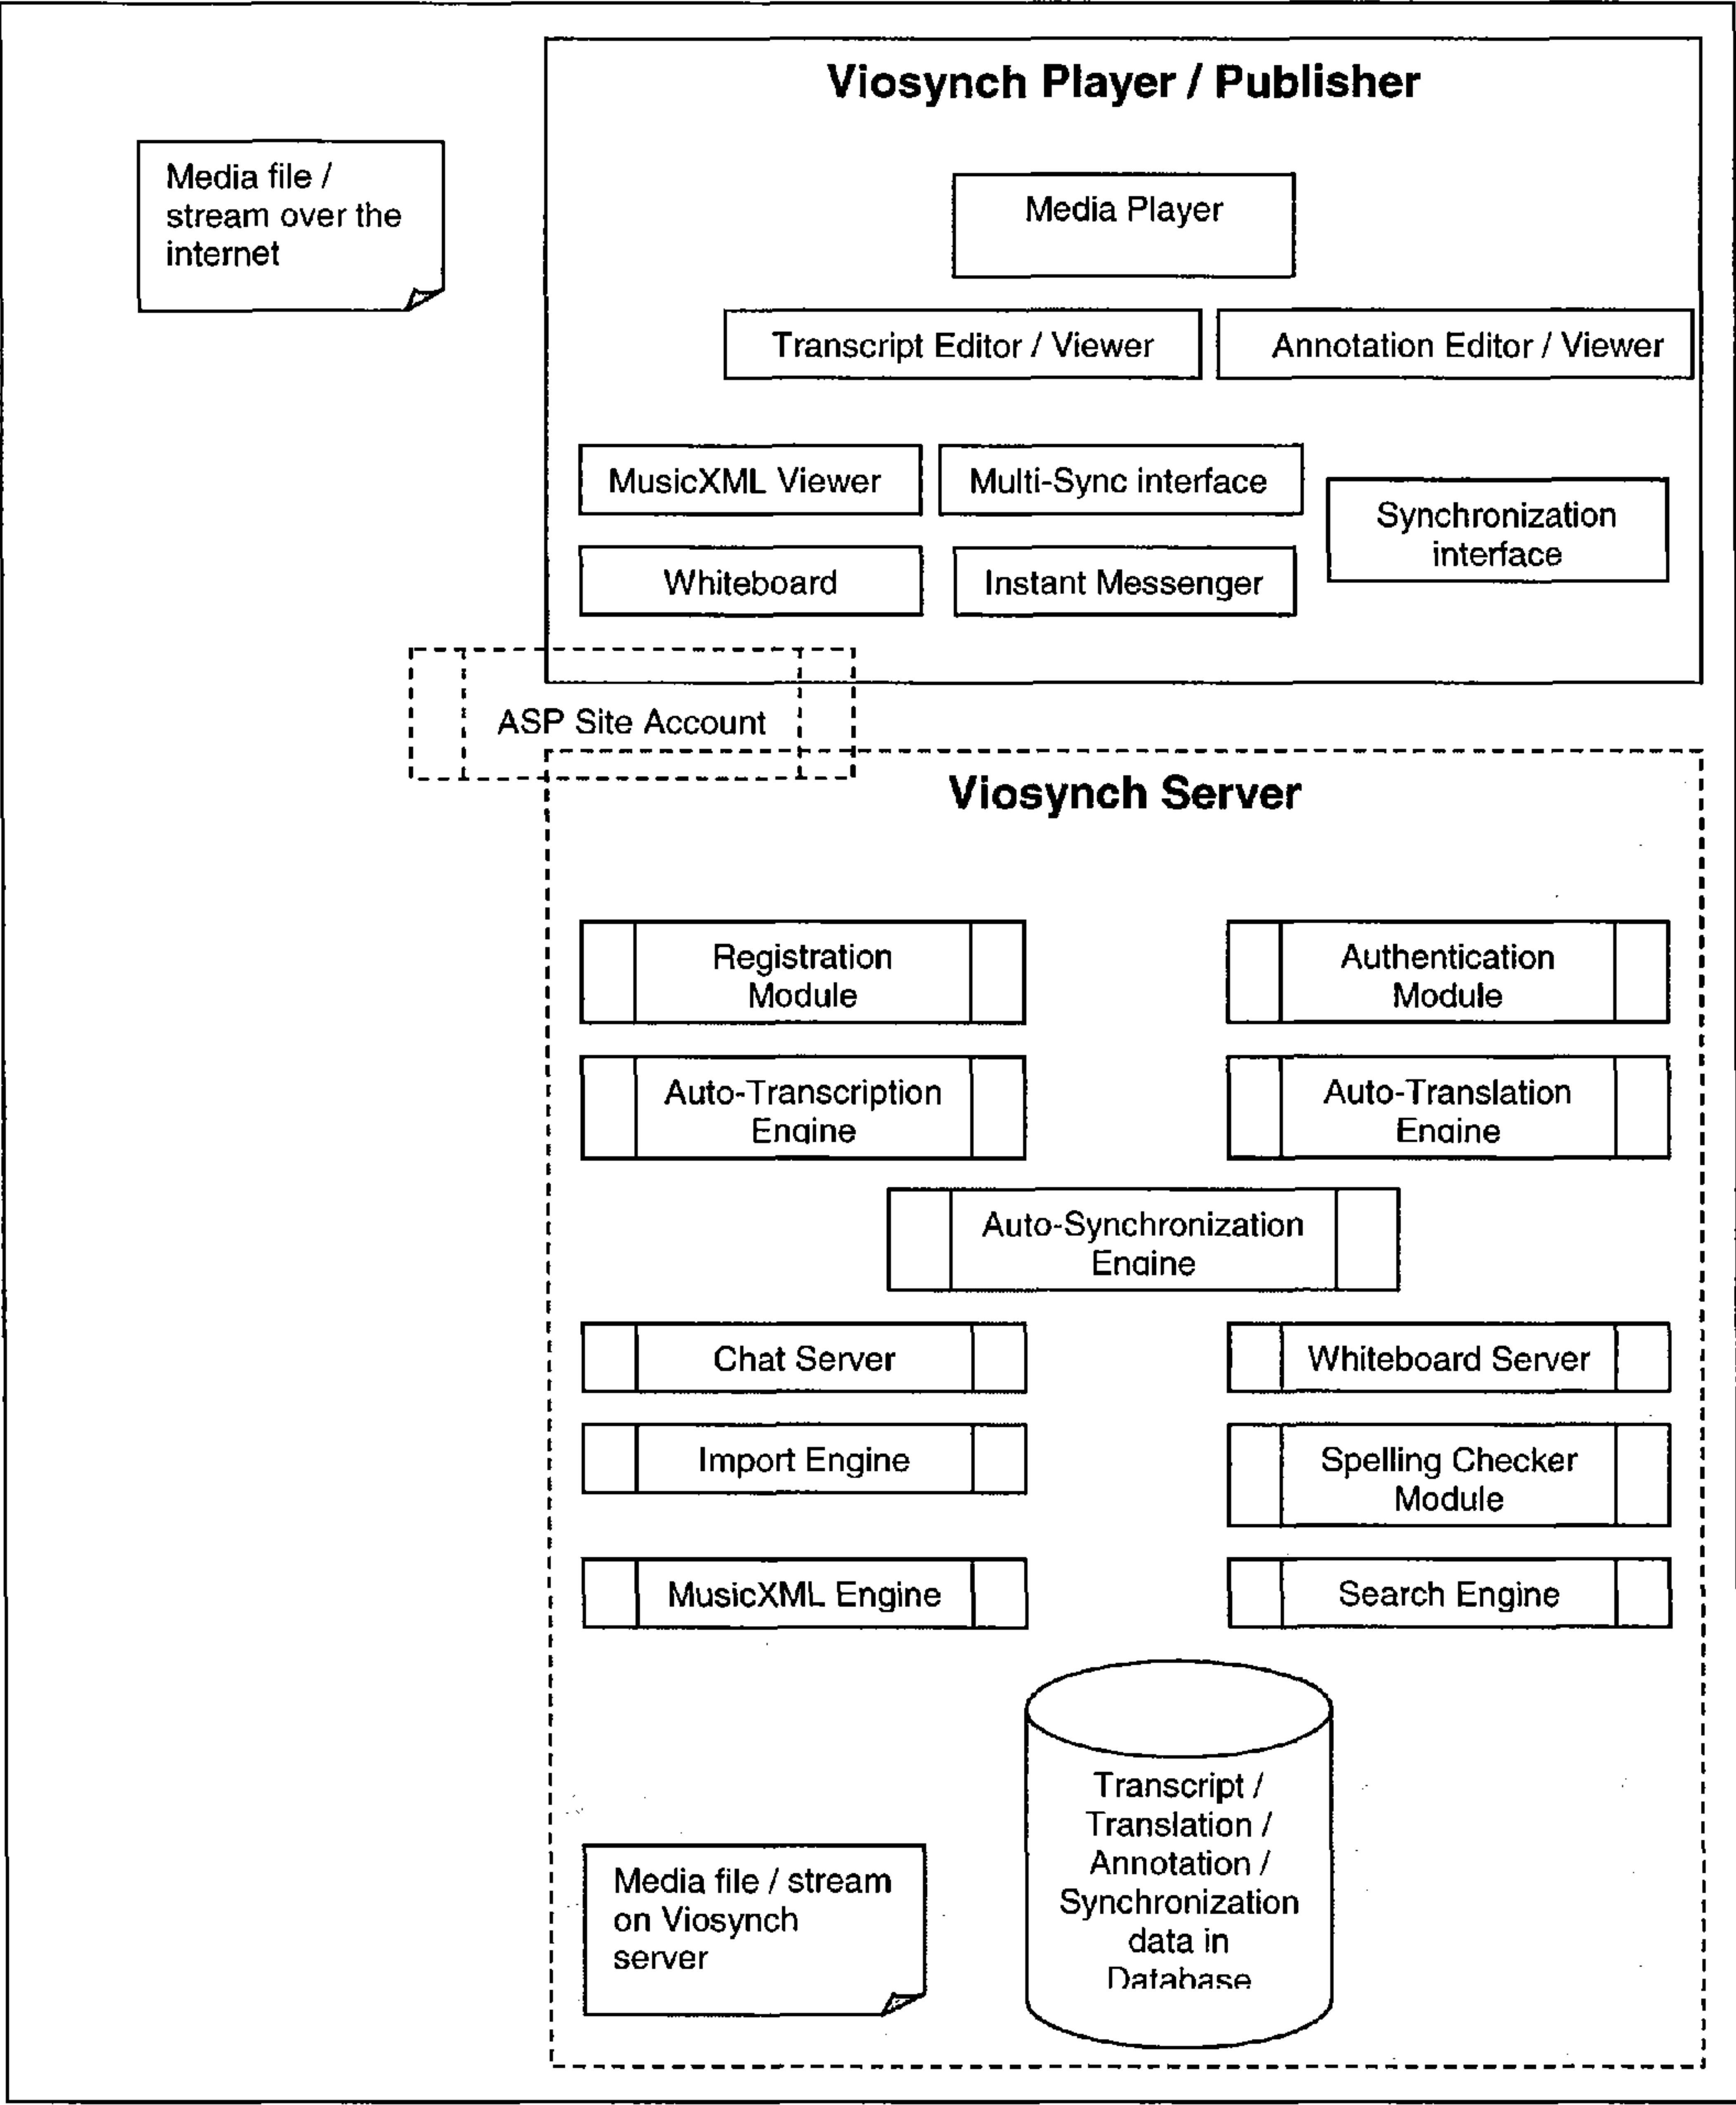 Viosynch Player / Publisher
Media file /
stream over the
internet
Media Player
Transcript Editor / Viewer
Annotation Editor / Viewer
MusicXML Viewer
Multi-Sync interface
Synchronization
interface
Whiteboard
Instant Messenger
ASP Site Account
Viosynch Server
Registration
Module
Authentication
Module
Auto-Transcription
Engine
Auto-Translation
Engine
Auto-Synchronization
Engine
Chat Server
Whiteboard Server
Import Engine
Spelling Checker
Module
MusicXML Engine
Search Engine
Transcript /
Translation /
Annotation /
Synchronization
data in
Database
Media file / stream
on Viosynch
server